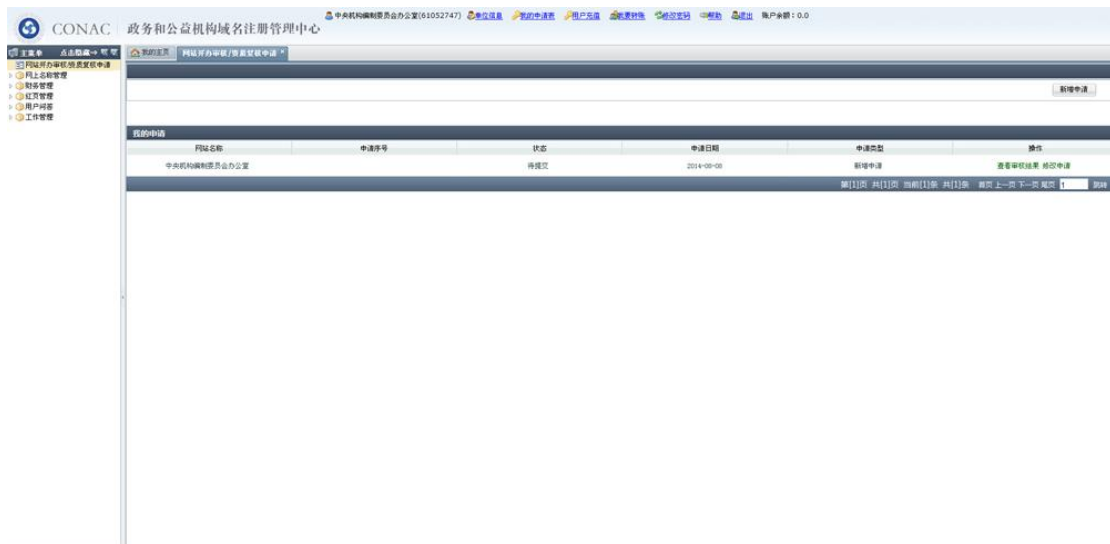 CONAC 政务和公益机构域名注册管理中心
中央机构编制委员会办公室(61052747) 单位信息 我的申请表 用户充值 我要转账 修改密码 帮助 退出 账户余额：0.0
主菜单 点击隐藏→
我的主页 网站开办审核/资质复核申请
网站开办审核/资质复核申请
网上名称管理
财务管理
红页管理
用户问答
工作管理
新增申请
我的申请
网站名称 申请序号 状态 申请日期 申请类型 操作
中央机构编制委员会办公室 待提交 2014-08-08 新增申请 查看审核结果 修改申请
第[1]页 共[1]页 当前[1]条 共[1]条 首页 上一页 下一页 尾页 1 跳转